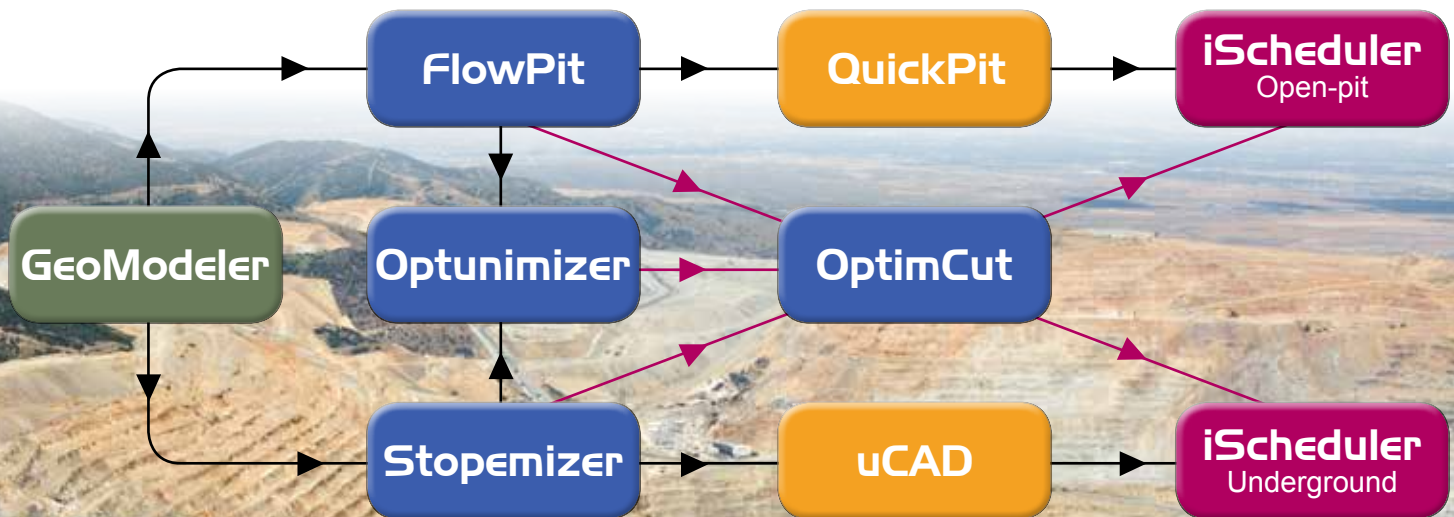 FlowPit
QuickPit
iScheduler
Open-pit
GeoModeler
Optunimizer
OptimCut
Stopemizer
uCAD
iScheduler
Underground